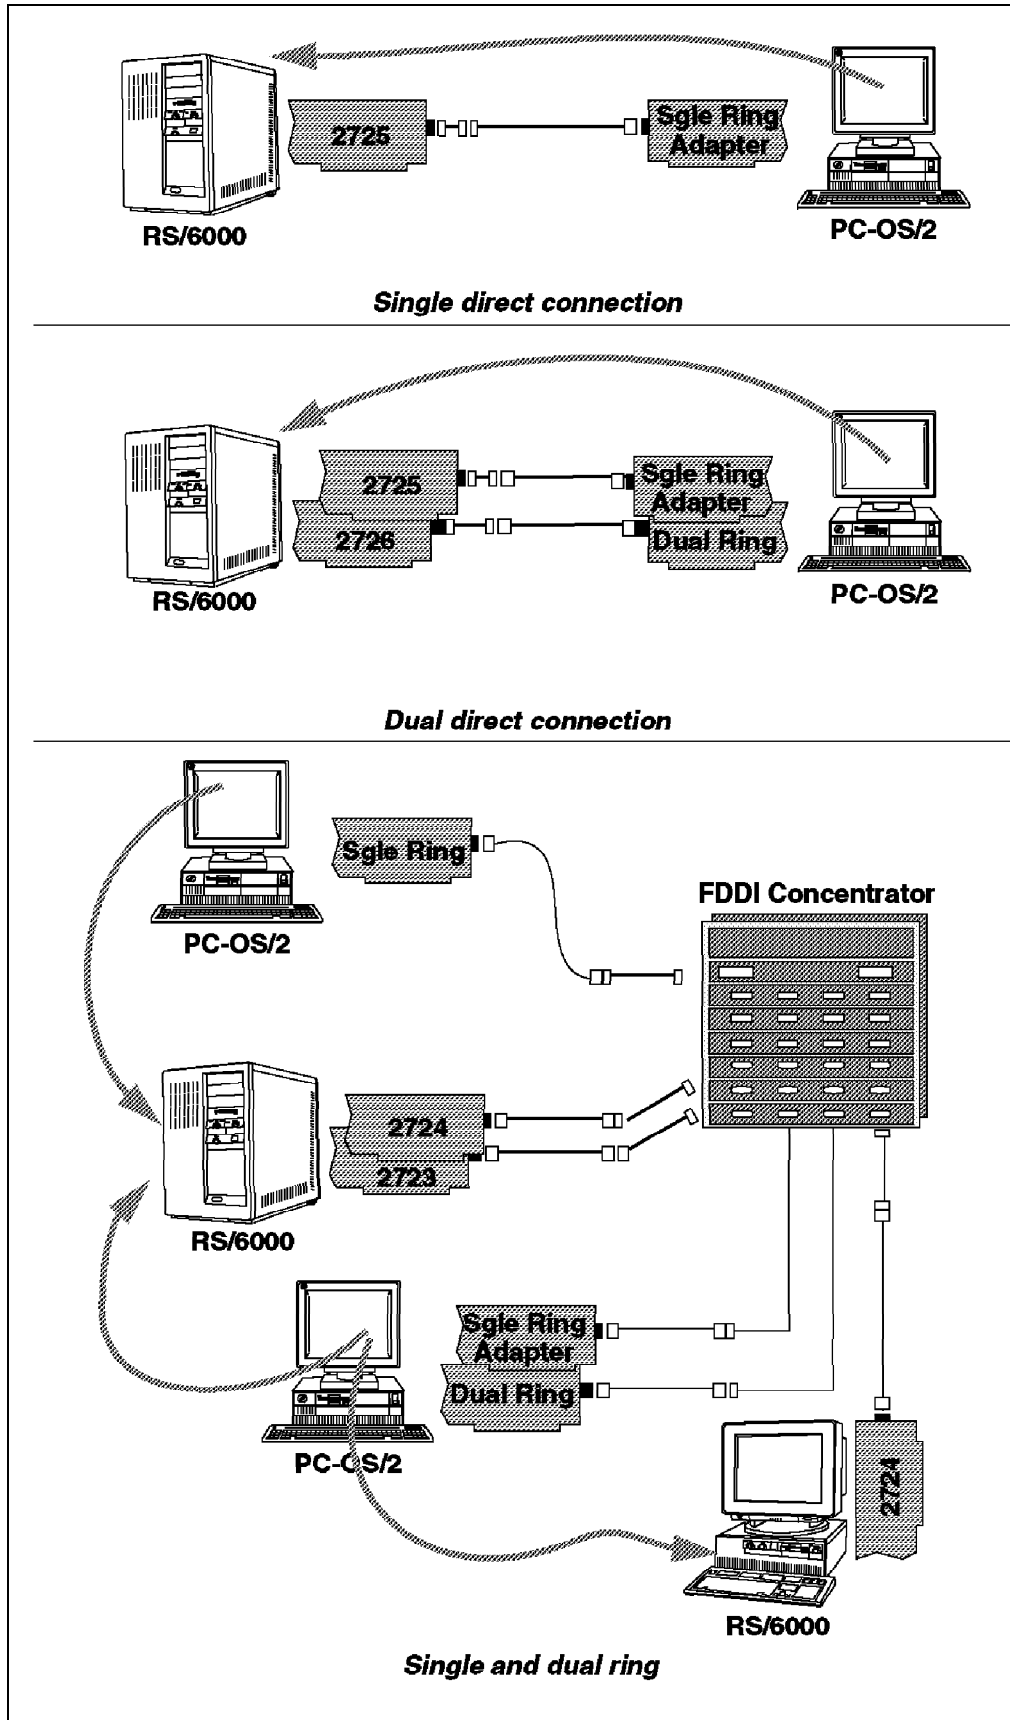 2725
Sgle Ring
Adapter
RS/6000
PC-OS/2
Single direct connection
2725
Sgle Ring
Adapter
2726
Dual Ring
RS/6000
PC-OS/2
Dual direct connection
Sgle Ring
PC-OS/2
FDDI Concentrator
2724
2723
RS/6000
Sgle Ring
Adapter
Dual Ring
PC-OS/2
2724
RS/6000
Single and dual ring